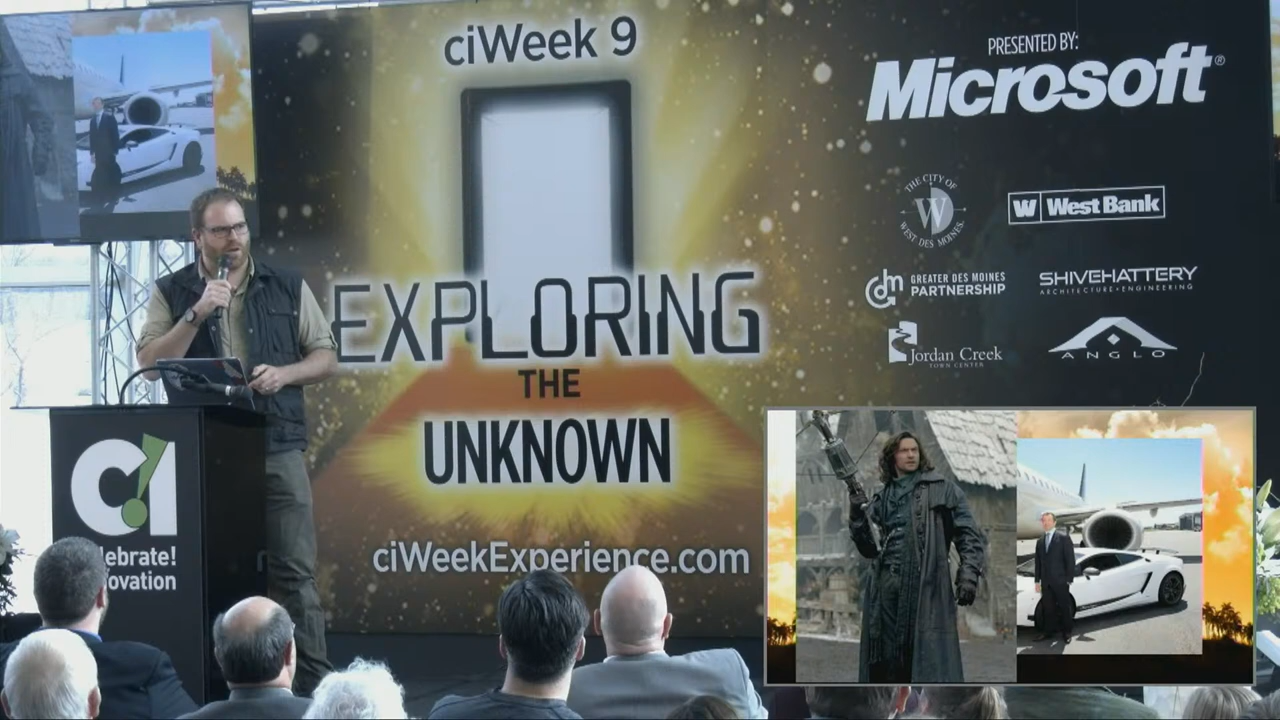 ciWeek 9
PRESENTED BY:
Microsoft®
THE CITY OF
W
WEST DES MOINES
W West Bank
dm GREATER DES MOINES
PARTNERSHIP
SHIVEHATTERY
ARCHITECTURE+ENGINEERING
Jordan Creek
TOWN CENTER
ANGLO
EXPLORING
THE
UNKNOWN
ciWeekExperience.com
C!
lebrate!
ovation